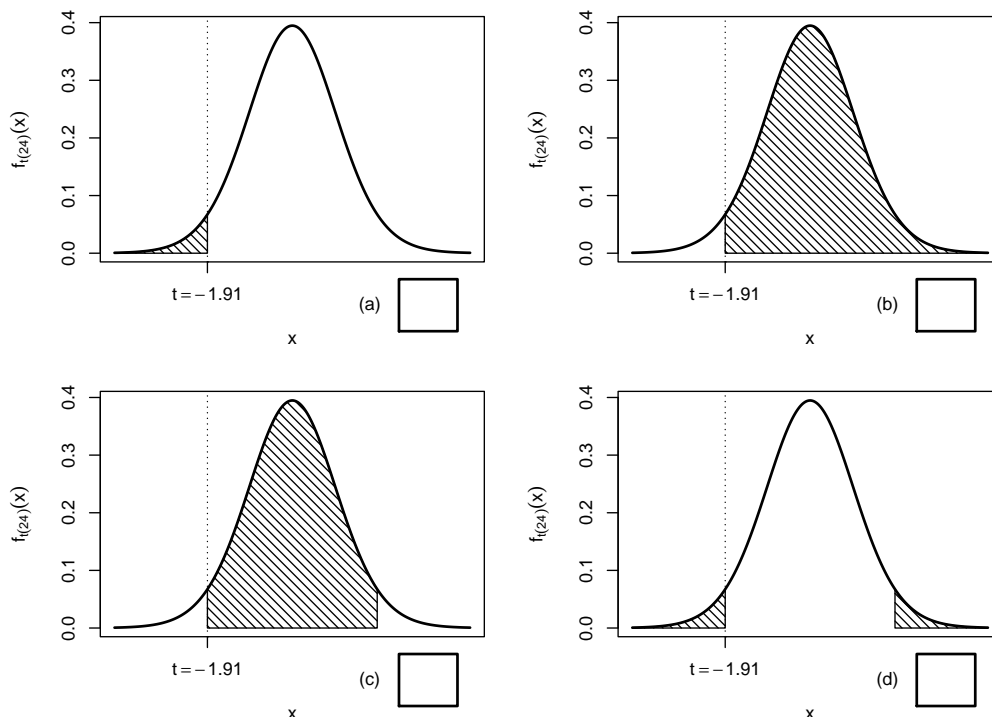 0.4
0.3
0.2
0.1
0.0
f_t(24)(x)
t = −1.91
(a)
x
0.4
0.3
0.2
0.1
0.0
f_t(24)(x)
t = −1.91
(b)
x
0.4
0.3
0.2
0.1
0.0
f_t(24)(x)
t = −1.91
(c)
x
0.4
0.3
0.2
0.1
0.0
f_t(24)(x)
t = −1.91
(d)
x